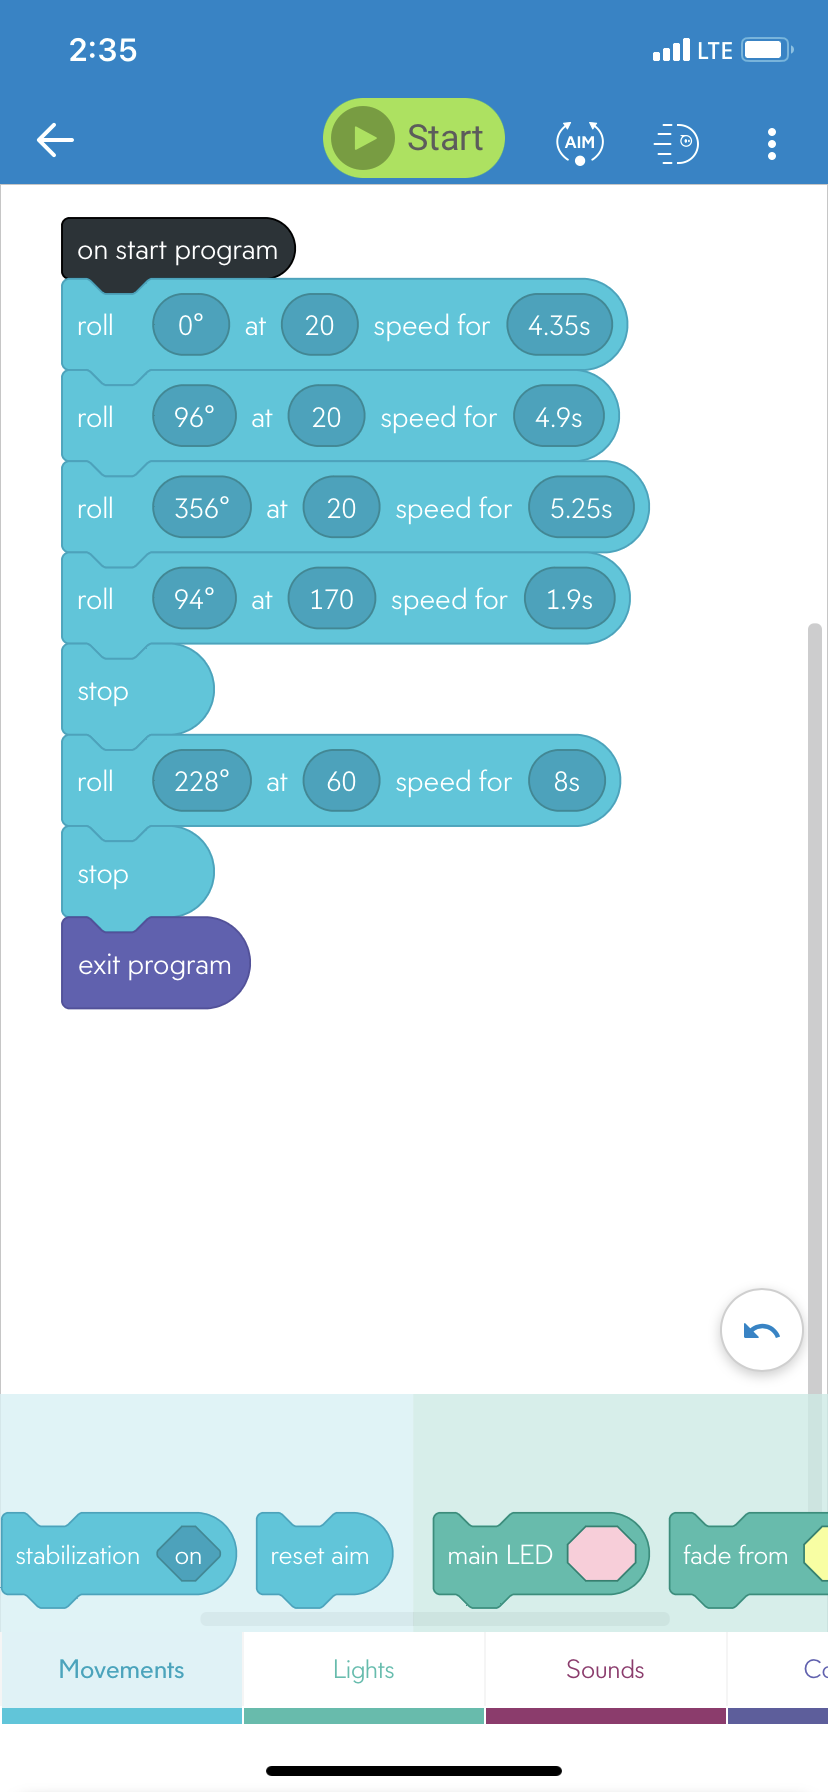 2:35 LTE
Start AIM
on start program
roll 0° at 20 speed for 4.35s
roll 96° at 20 speed for 4.9s
roll 356° at 20 speed for 5.25s
roll 94° at 170 speed for 1.9s
stop
roll 228° at 60 speed for 8s
stop
exit program
stabilization on reset aim main LED fade from
Movements Lights Sounds Co